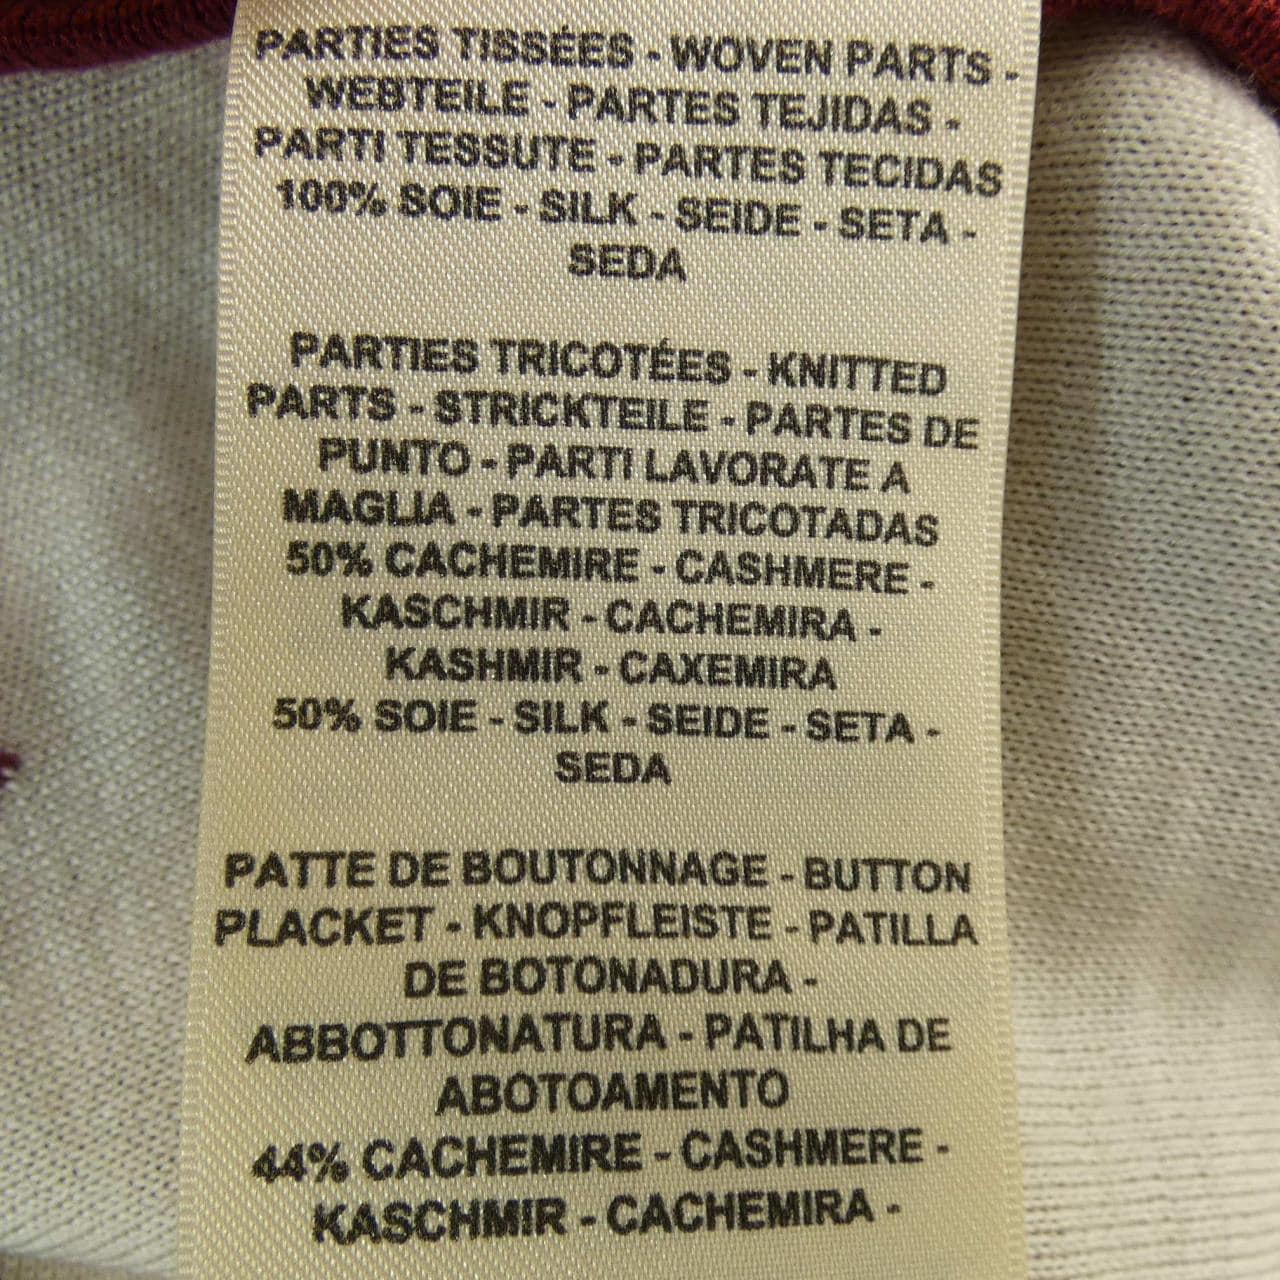 PARTIES TISSÉES - WOVEN PARTS -
WEBTEILE - PARTES TEJIDAS -
PARTI TESSUTE - PARTES TECIDAS
100% SOIE - SILK - SEIDE - SETA -
SEDA
PARTIES TRICOTÉES - KNITTED
PARTS - STRICKTEILE - PARTES DE
PUNTO - PARTI LAVORATE A
MAGLIA - PARTES TRICOTADAS
50% CACHEMIRE - CASHMERE -
KASCHMIR - CACHEMIRA -
KASHMIR - CAXEMIRA
50% SOIE - SILK - SEIDE - SETA -
SEDA
PATTE DE BOUTONNAGE - BUTTON
PLACKET - KNOPFLEISTE - PATILLA
DE BOTONADURA -
ABBOTTONATURA - PATILHA DE
ABOTOAMENTO
44% CACHEMIRE - CASHMERE -
KASCHMIR - CACHEMIRA -